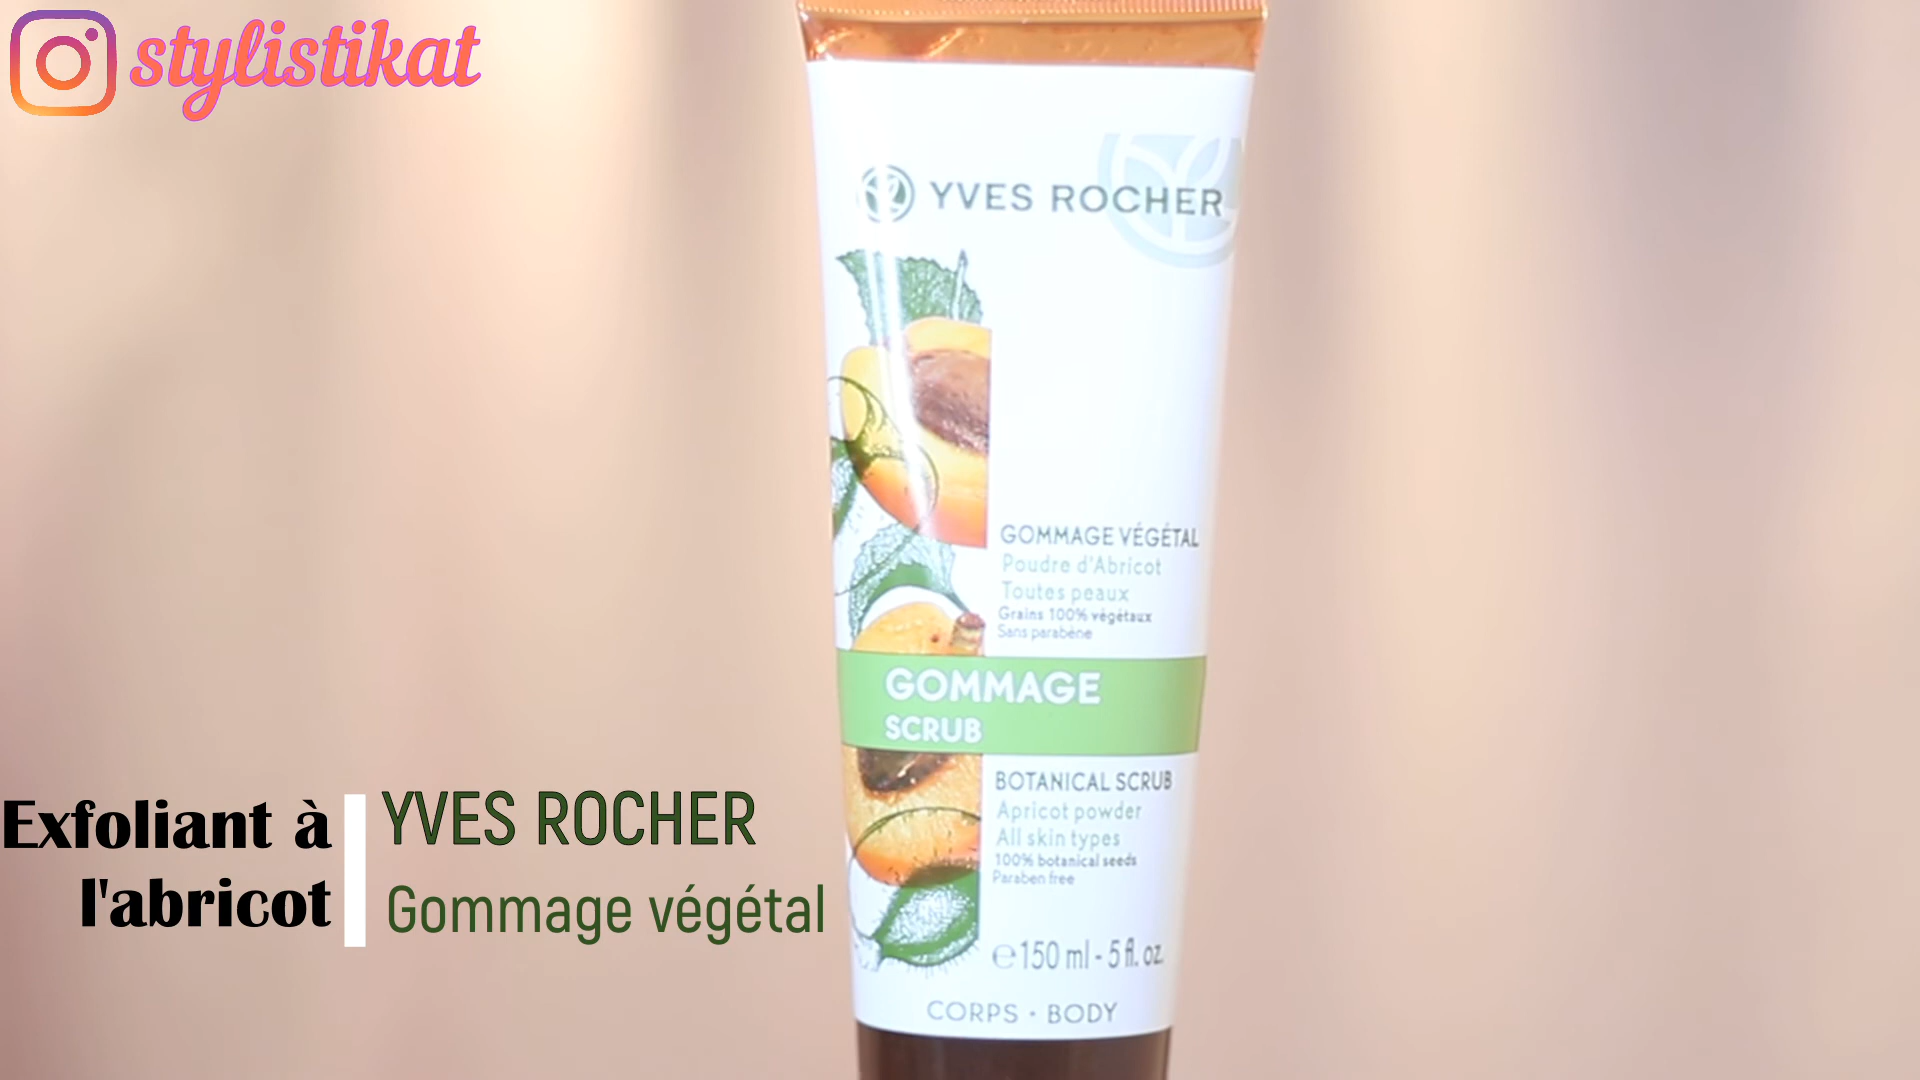 stylistikat
YVES ROCHER
GOMMAGE VÉGÉTAL
Poudre d'Abricot
Toutes peaux
Grains 100% végétaux
Sans parabène
GOMMAGE
SCRUB
BOTANICAL SCRUB
Apricot powder
All skin types
100% botanical seeds
Paraben free
℮150 ml - 5 fl. oz.
CORPS • BODY
Exfoliant à
l'abricot
YVES ROCHER
Gommage végétal